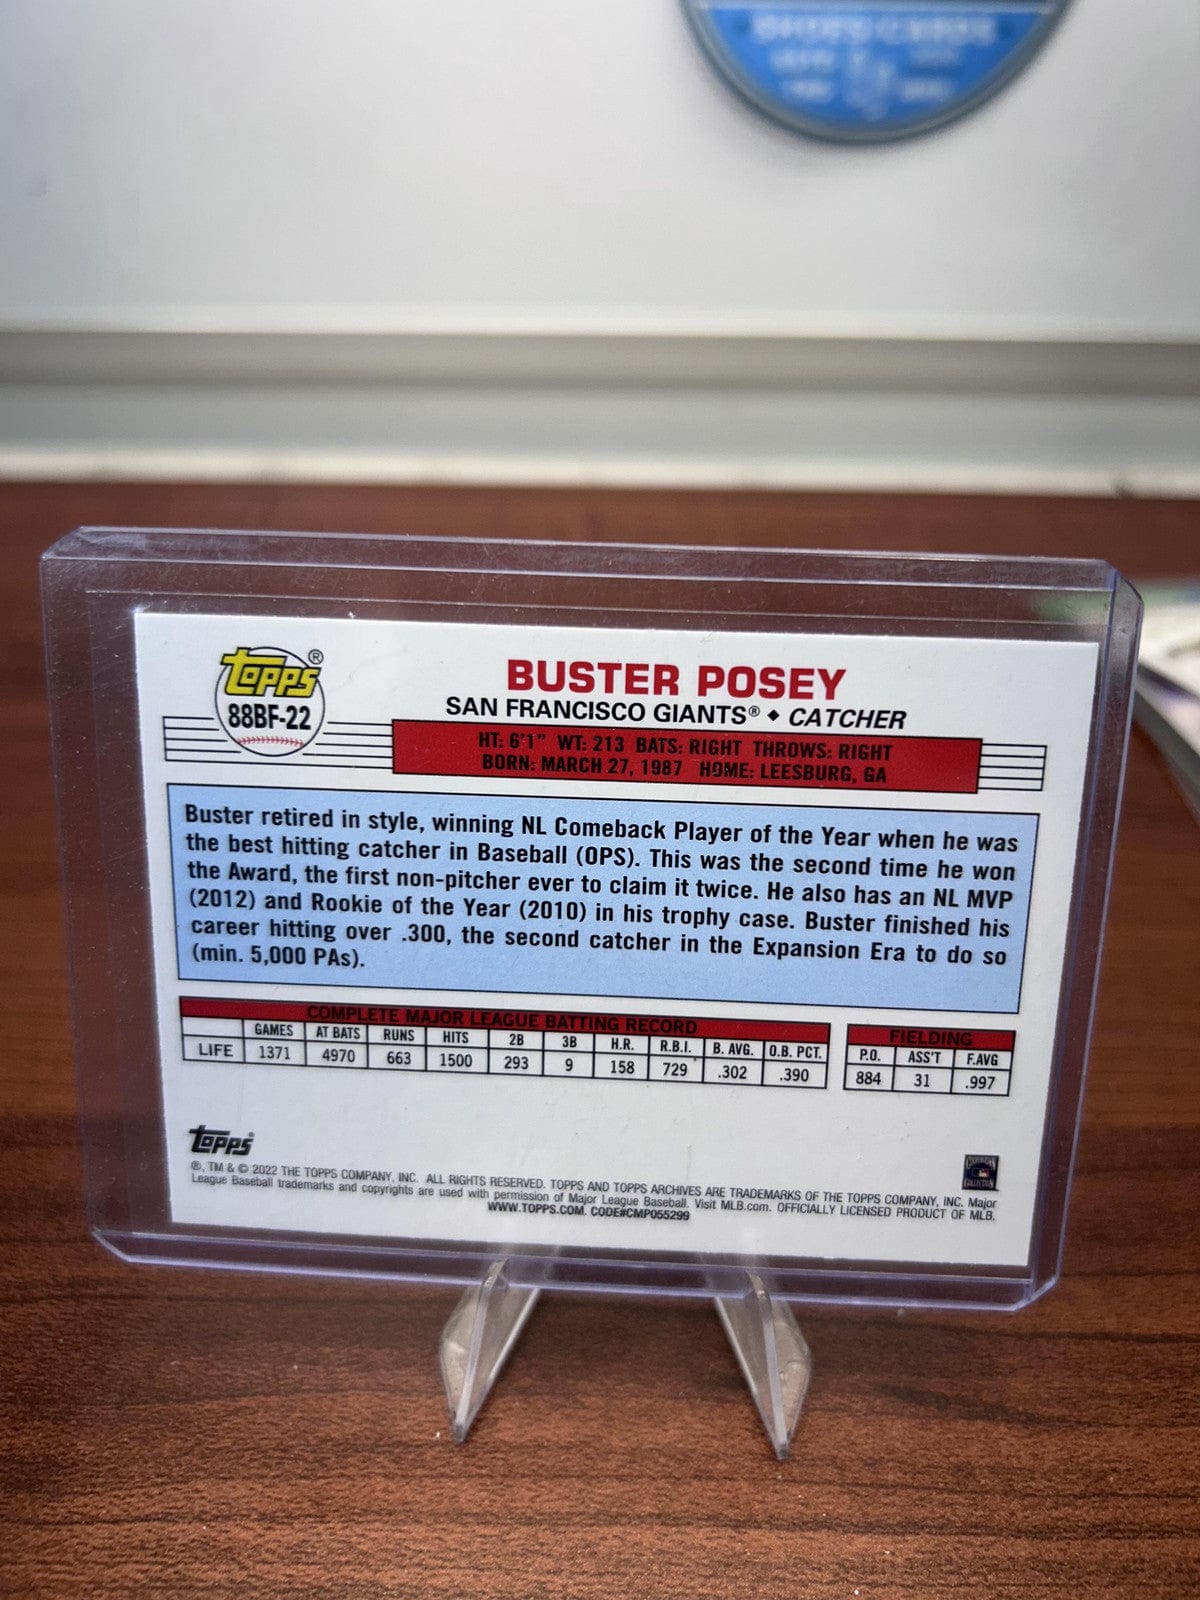 SPORTS CARDS
topps®
88BF-22
BUSTER POSEY
SAN FRANCISCO GIANTS® ◆ CATCHER
HT: 6'1" WT: 213 BATS: RIGHT THROWS: RIGHT
BORN: MARCH 27, 1987 HOME: LEESBURG, GA
Buster retired in style, winning NL Comeback Player of the Year when he was
the best hitting catcher in Baseball (OPS). This was the second time he won
the Award, the first non-pitcher ever to claim it twice. He also has an NL MVP
(2012) and Rookie of the Year (2010) in his trophy case. Buster finished his
career hitting over .300, the second catcher in the Expansion Era to do so
(min. 5,000 PAs).
COMPLETE MAJOR LEAGUE BATTING RECORD
GAMES AT BATS RUNS HITS 2B 3B H.R. R.B.I. B. AVG. O.B. PCT.
LIFE 1371 4970 663 1500 293 9 158 729 .302 .390
FIELDING
P.O. ASS'T F.AVG
884 31 .997
topps
®, TM & © 2022 THE TOPPS COMPANY, INC. ALL RIGHTS RESERVED. TOPPS AND TOPPS ARCHIVES ARE TRADEMARKS OF THE TOPPS COMPANY, INC. Major
League Baseball trademarks and copyrights are used with permission of Major League Baseball. Visit MLB.com. OFFICIALLY LICENSED PRODUCT OF MLB.
WWW.TOPPS.COM. CODE#CMP055299